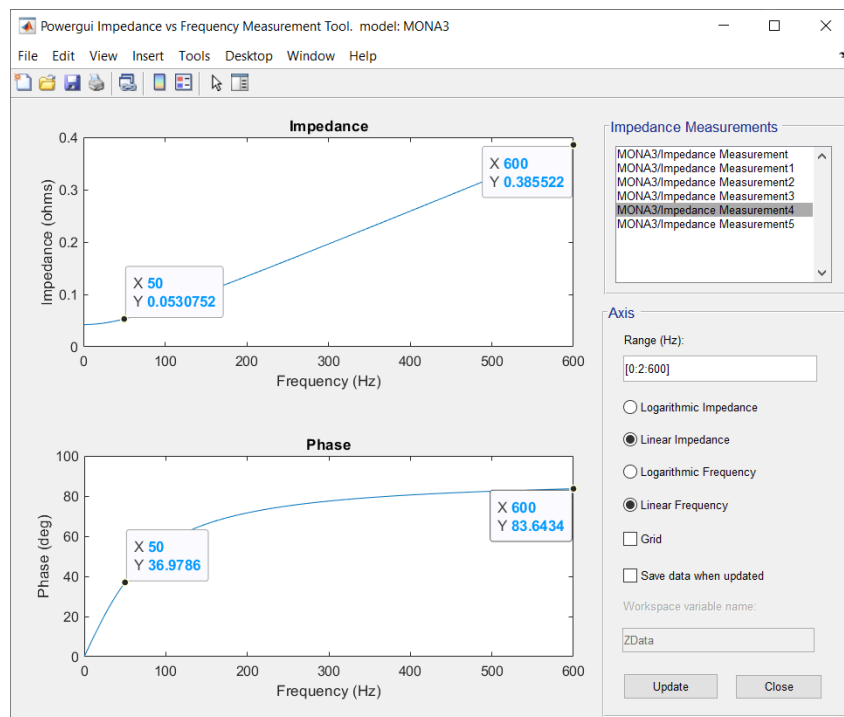 Powergui Impedance vs Frequency Measurement Tool. model: MONA3
File Edit View Insert Tools Desktop Window Help
Impedance
0.4
0.3
0.2
0.1
0
Impedance (ohms)
X 600
Y 0.385522
X 50
Y 0.0530752
0 100 200 300 400 500 600
Frequency (Hz)
Phase
100
80
60
40
20
0
Phase (deg)
X 600
Y 83.6434
X 50
Y 36.9786
0 100 200 300 400 500 600
Frequency (Hz)
Impedance Measurements
MONA3/Impedance Measurement
MONA3/Impedance Measurement1
MONA3/Impedance Measurement2
MONA3/Impedance Measurement3
MONA3/Impedance Measurement4
MONA3/Impedance Measurement5
Axis
Range (Hz):
[0:2:600]
Logarithmic Impedance
Linear Impedance
Logarithmic Frequency
Linear Frequency
Grid
Save data when updated
Workspace variable name:
ZData
Update Close